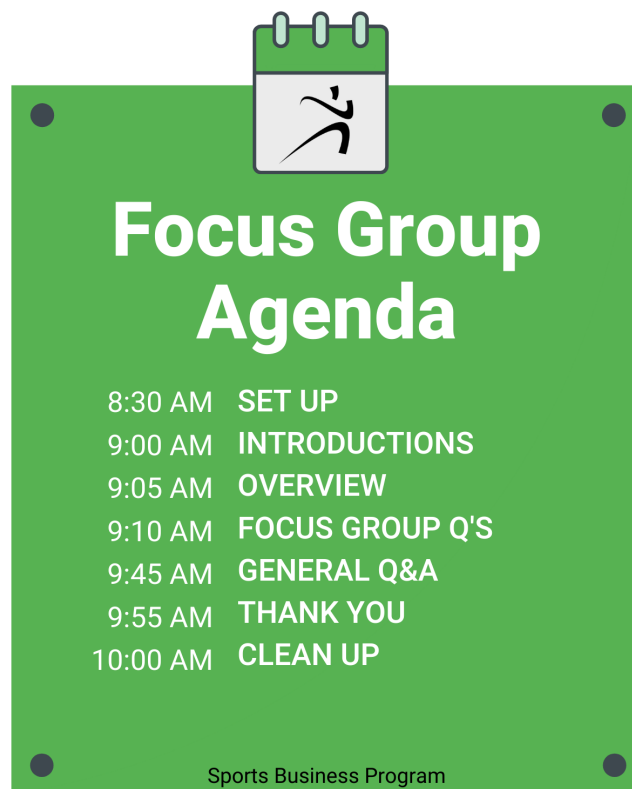 Focus Group
Agenda
8:30 AM SET UP
9:00 AM INTRODUCTIONS
9:05 AM OVERVIEW
9:10 AM FOCUS GROUP Q'S
9:45 AM GENERAL Q&A
9:55 AM THANK YOU
10:00 AM CLEAN UP
Sports Business Program